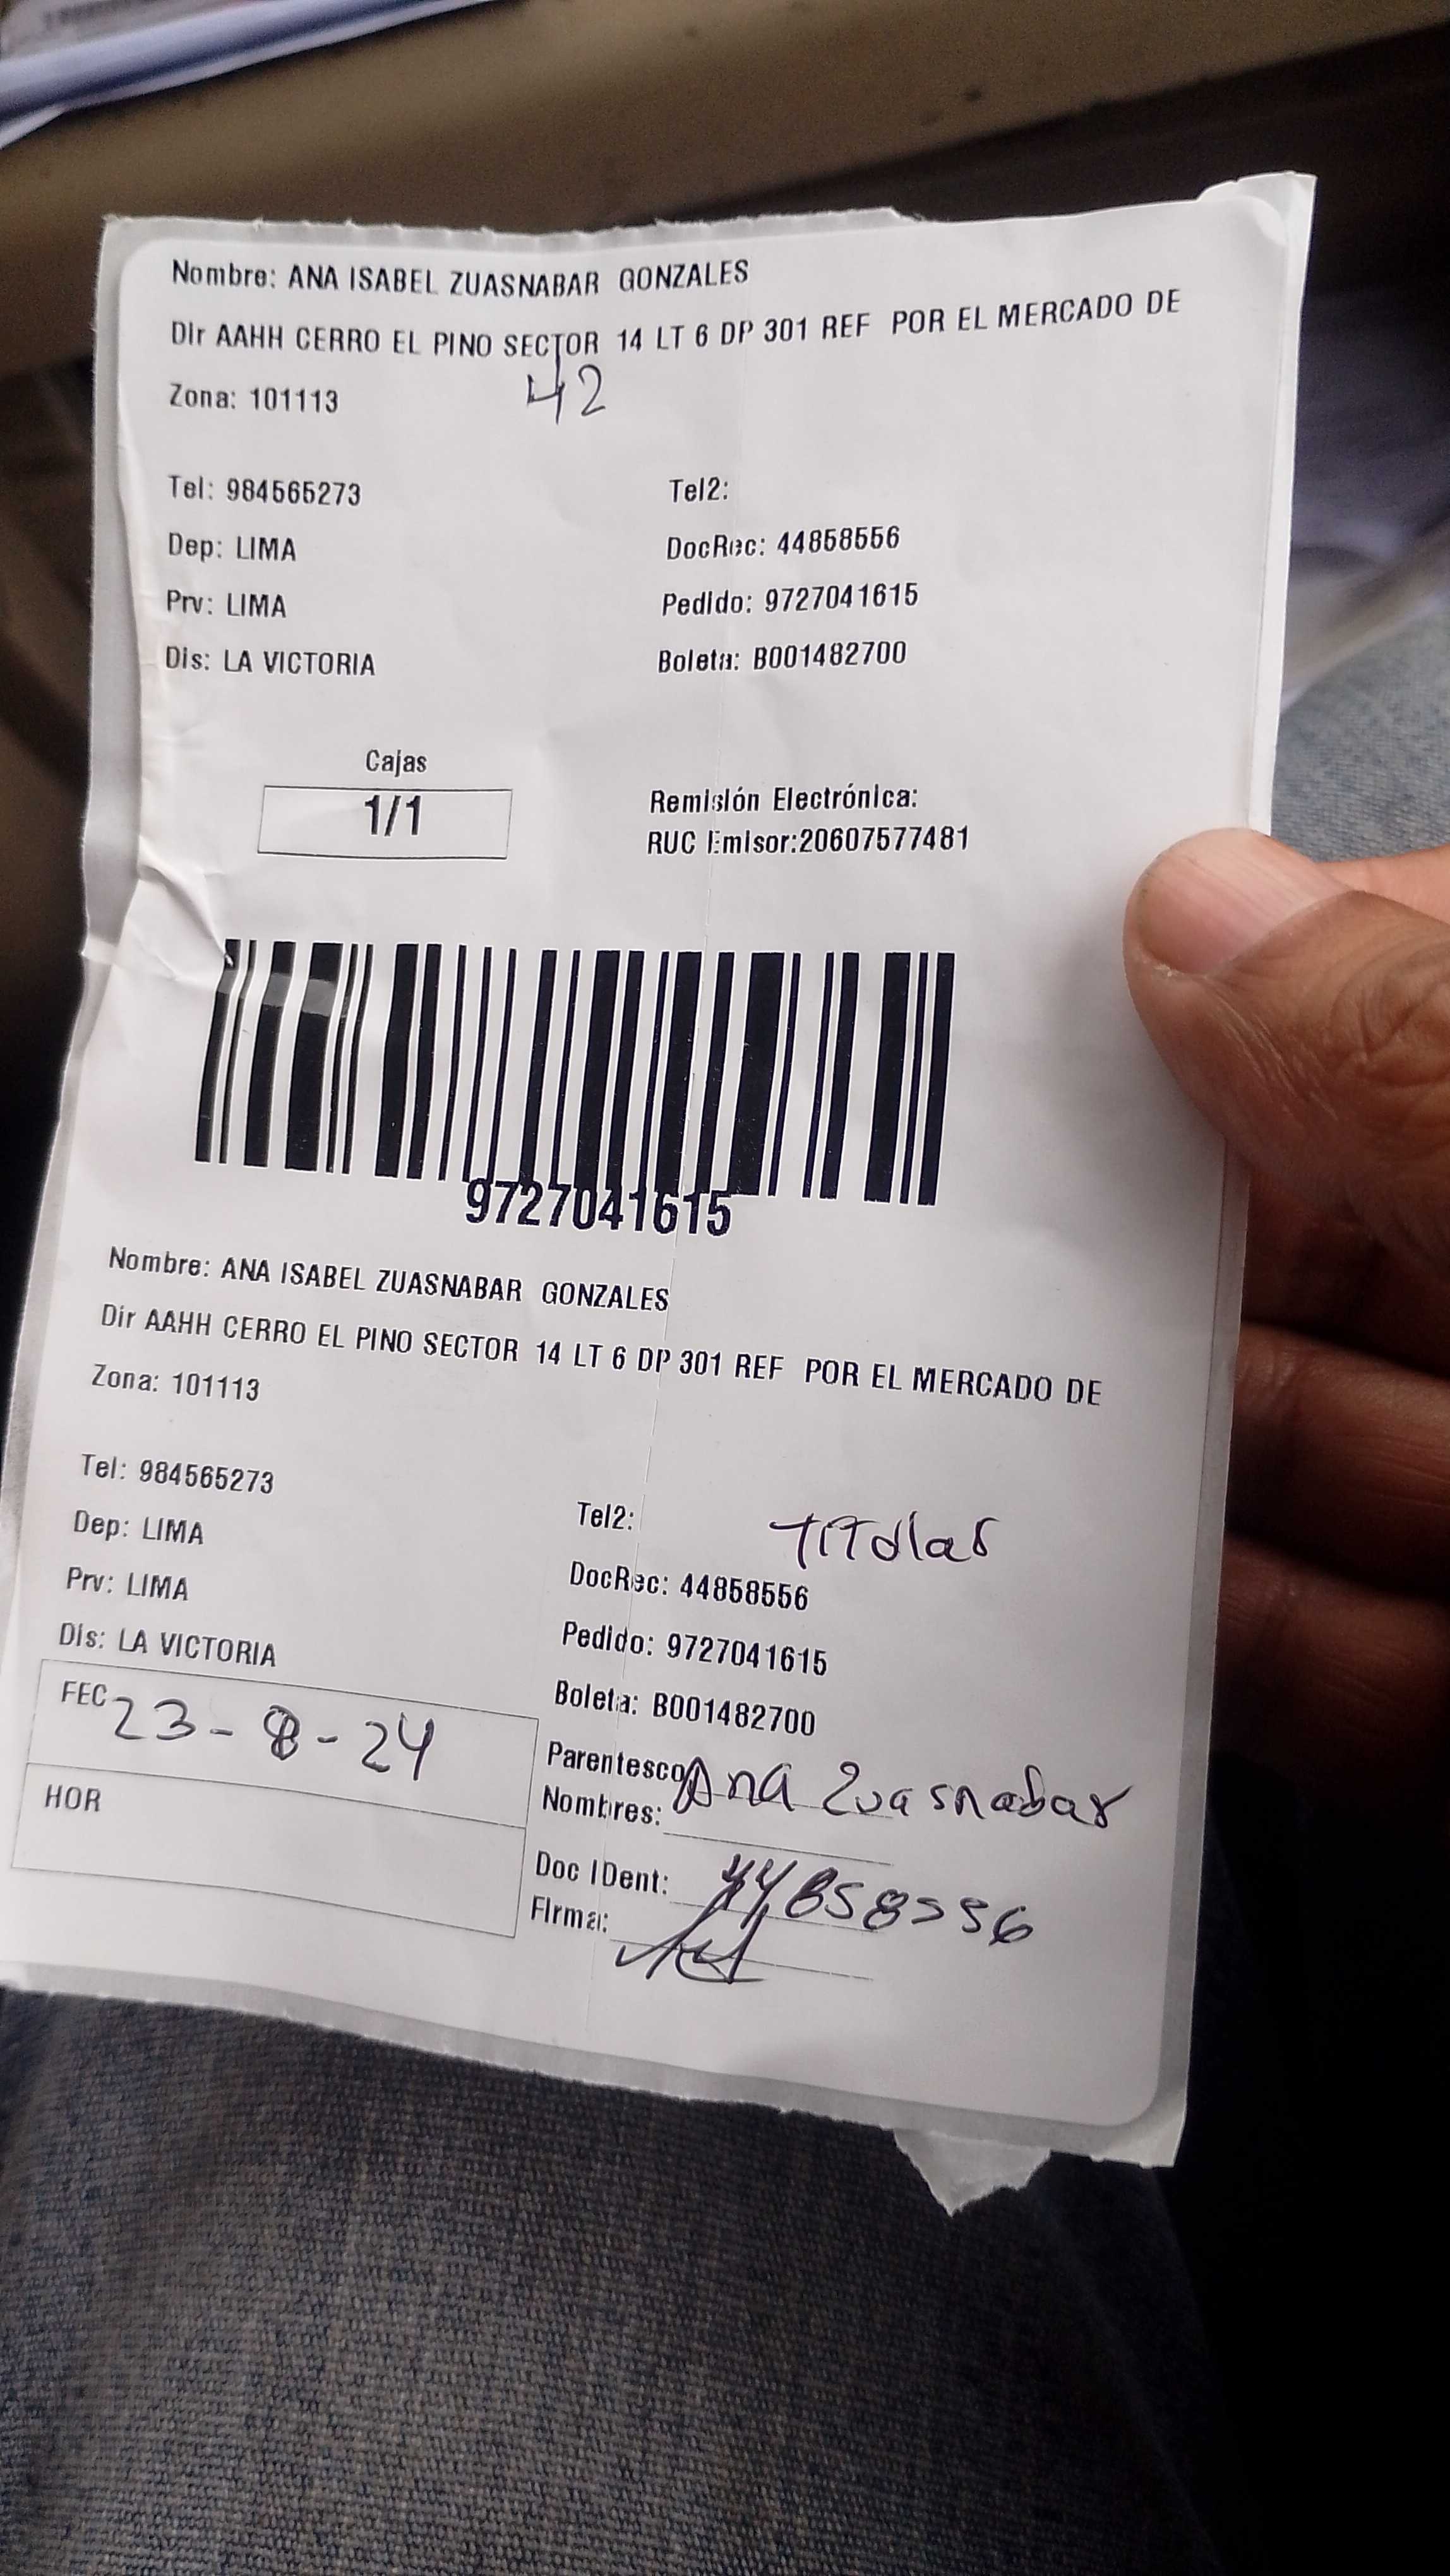 Nombre: ANA ISABEL ZUASNABAR GONZALES
Dir AAHH CERRO EL PINO SECTOR 14 LT 6 DP 301 REF POR EL MERCADO DE
42
Zona: 101113
Tel: 984565273
Tel2:
Dep: LIMA
DocRec: 44858556
Prv: LIMA
Pedido: 9727041615
Dis: LA VICTORIA
Boleta: B001482700
Cajas
1/1
Remisión Electrónica:
RUC Emisor:20607577481
9727041615
Nombre: ANA ISABEL ZUASNABAR GONZALES
Dir AAHH CERRO EL PINO SECTOR 14 LT 6 DP 301 REF POR EL MERCADO DE
Zona: 101113
Tel: 984565273
Tel2:
Titolar
Dep: LIMA
DocRec: 44858556
Prv: LIMA
Pedido: 9727041615
Dis: LA VICTORIA
Boleta: B001482700
FEC 23-8-24
HOR
Parentesco
Nombres: Ana Zuasnabar
Doc IDent: 44858556
Firma: